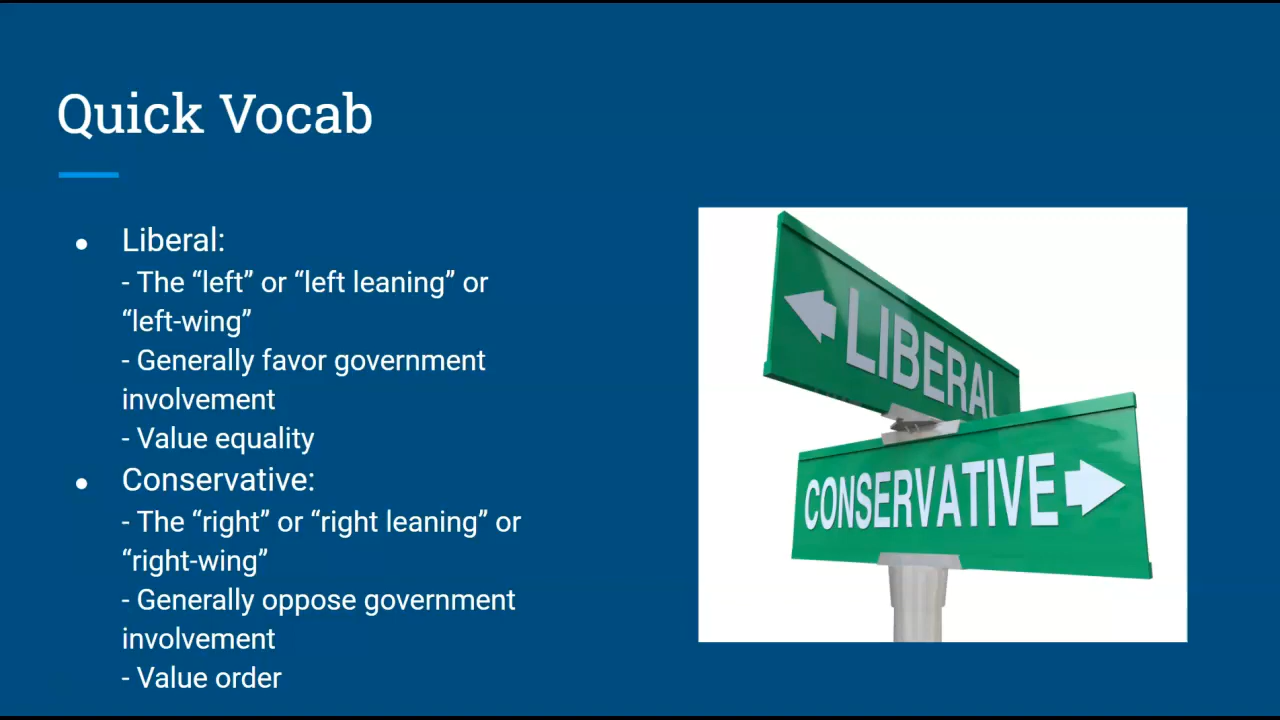 Quick Vocab
● Liberal:
- The “left” or “left leaning” or
“left-wing”
- Generally favor government
involvement
- Value equality
● Conservative:
- The “right” or “right leaning” or
“right-wing”
- Generally oppose government
involvement
- Value order
LIBERAL
CONSERVATIVE